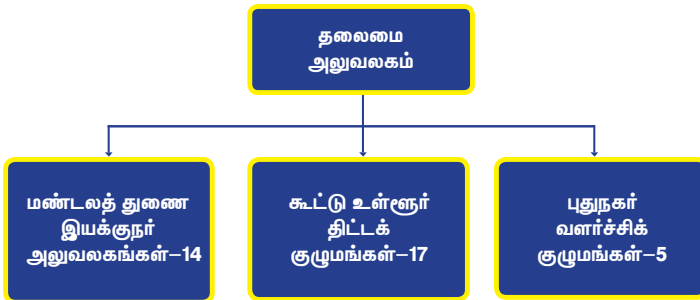 தலைமை
அலுவலகம்
மண்டலத் துணை
இயக்குநர்
அலுவலகங்கள்–14
கூட்டு உள்ளூர்
திட்டக்
குழுமங்கள்–17
புதுநகர்
வளர்ச்சிக்
குழுமங்கள்–5